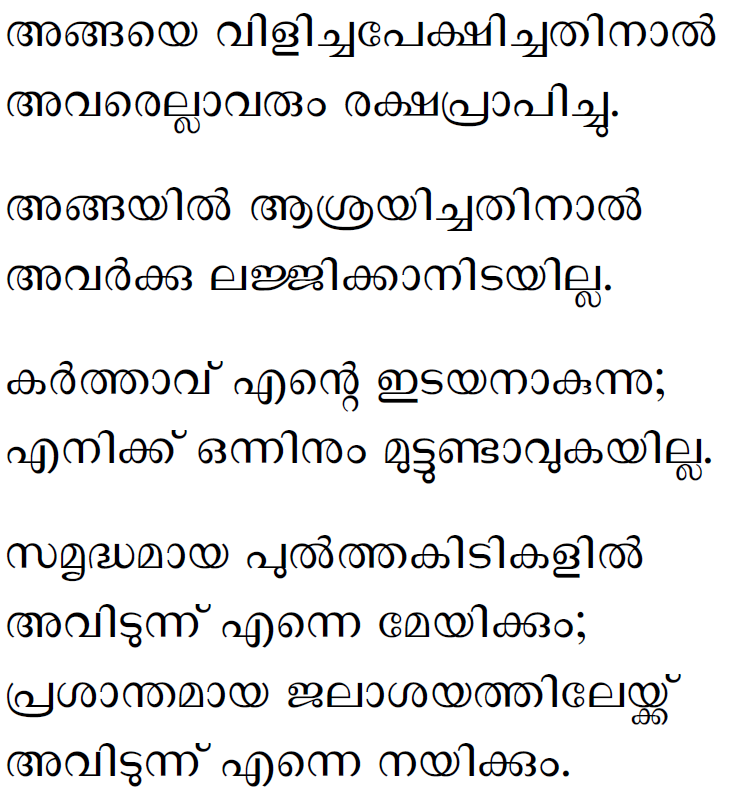 അങ്ങയെ വിളിച്ചപേക്ഷിച്ചതിനാൽ
അവരെല്ലാവരും രക്ഷപ്രാപിച്ചു.
അങ്ങയിൽ ആശ്രയിച്ചതിനാൽ
അവർക്കു ലജ്ജിക്കാനിടയില്ല.
കർത്താവ് എന്റെ ഇടയനാകുന്നു;
എനിക്ക് ഒന്നിനും മുട്ടുണ്ടാവുകയില്ല.
സമൃദ്ധമായ പുൽത്തകിടികളിൽ
അവിടുന്ന് എന്നെ മേയിക്കും;
പ്രശാന്തമായ ജലാശയത്തിലേയ്ക്ക്
അവിടുന്ന് എന്നെ നയിക്കും.